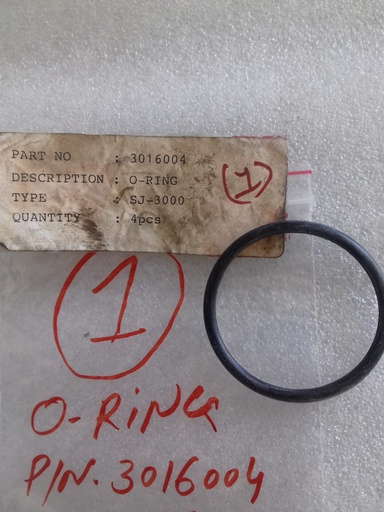 PART NO : 3016004
DESCRIPTION : O-RING
TYPE : SJ-3000
QUANTITY : 4pcs
1
1
O-RiNG
P/N. 3016004